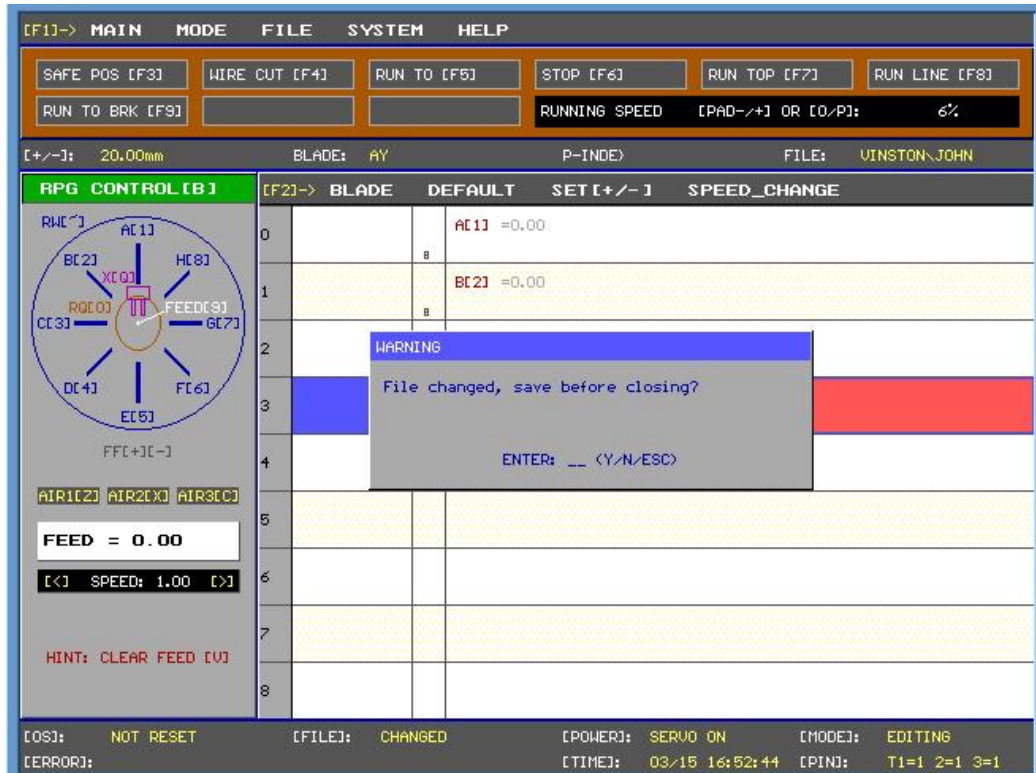 [F1]-> MAIN MODE FILE SYSTEM HELP
SAFE POS [F3] WIRE CUT [F4] RUN TO [F5] STOP [F6] RUN TOP [F7] RUN LINE [F8]
RUN TO BRK [F9] RUNNING SPEED [PAD-/+] OR [O/P]: 6%
[+/-]: 20.00mm BLADE: AY P-INDE) FILE: VINSTON\JOHN
RPG CONTROL[B]
RW[~]
A[1]
B[2] H[8]
X[Q]
RQ[O] FEED[9]
C[3] G[7]
D[4] F[6]
E[5]
FF[+][-]
AIR1[Z] AIR2[X] AIR3[C]
FEED = 0.00
[<] SPEED: 1.00 [>]
HINT: CLEAR FEED [V]
[F2]-> BLADE DEFAULT SET[+/-] SPEED_CHANGE
0 A[1] =0.00
8
1 B[2] =0.00
8
2
3
4
5
6
7
8
WARNING
File changed, save before closing?
ENTER: __ (Y/N/ESC)
[OS]: NOT RESET [FILE]: CHANGED [POWER]: SERVO ON [MODE]: EDITING
[ERROR]: [TIME]: 03/15 16:52:44 [PIN]: T1=1 2=1 3=1